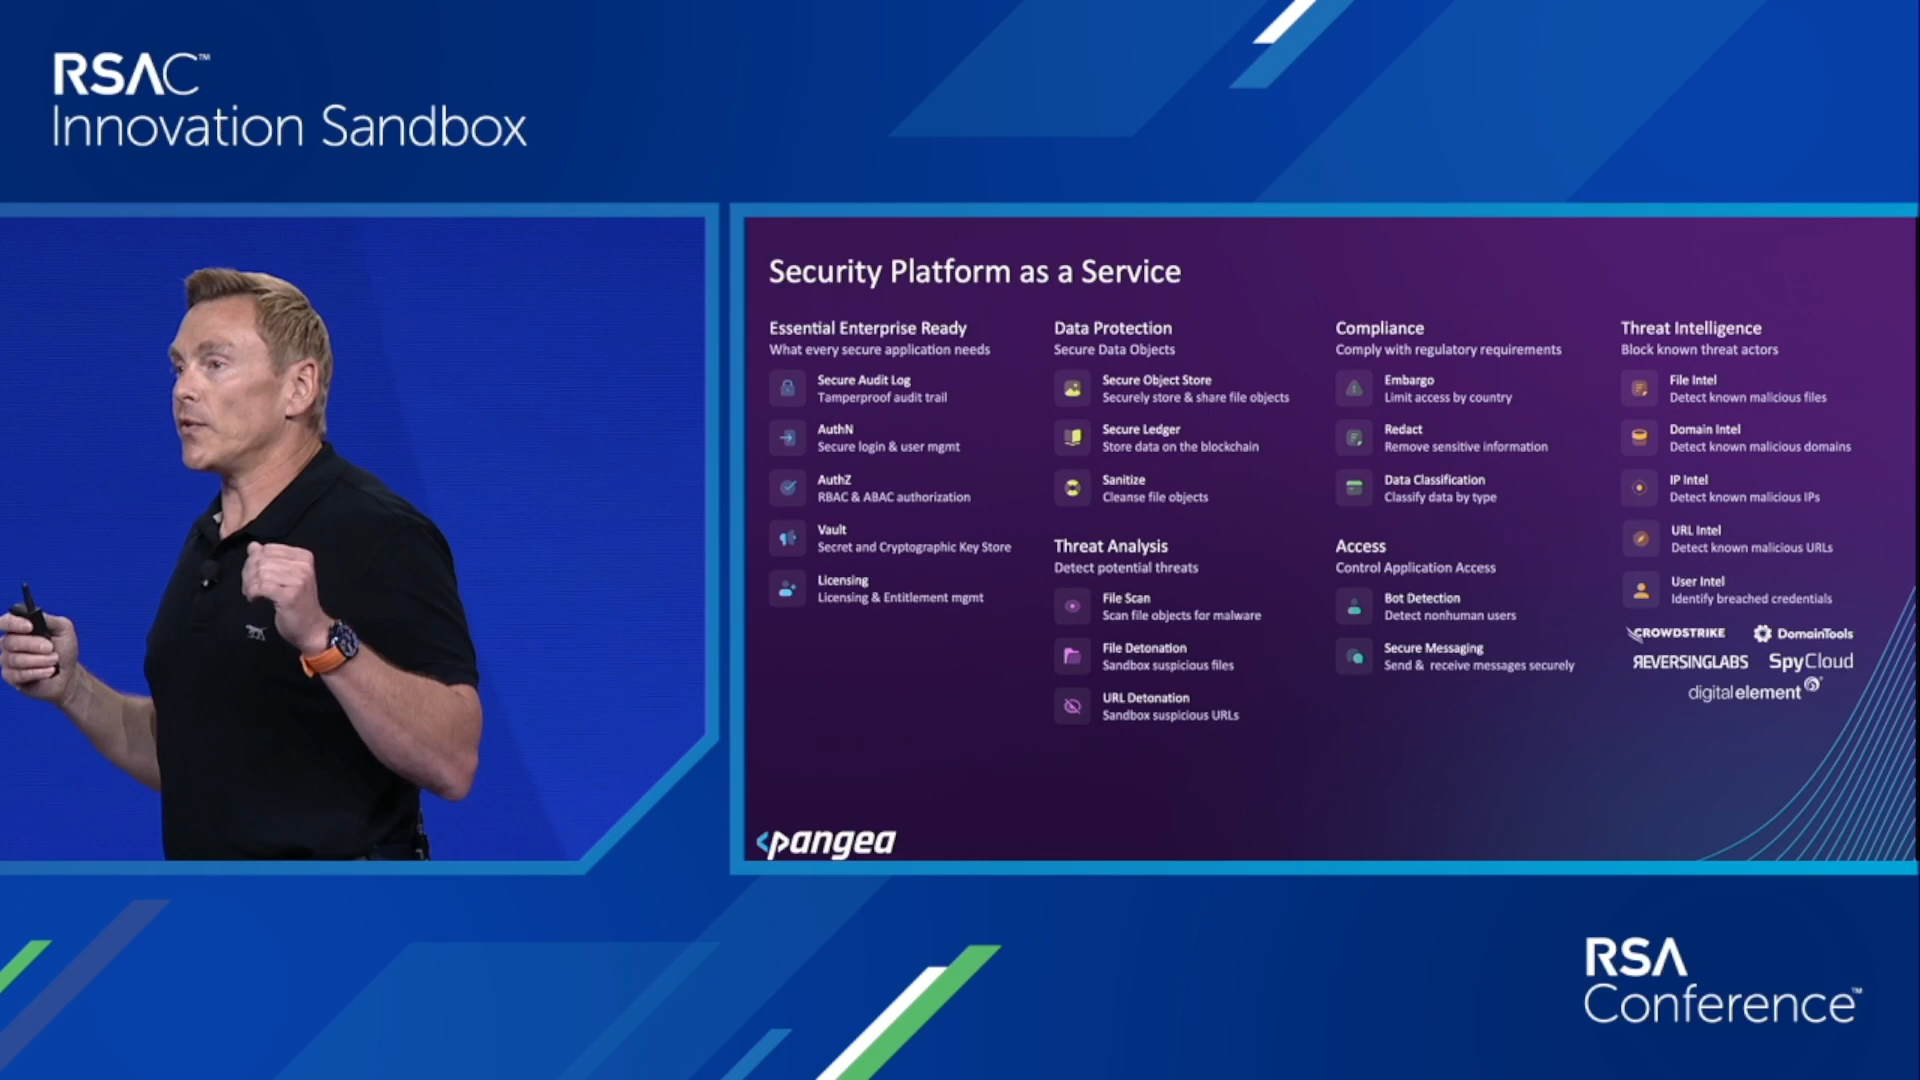 RSAC™
Innovation Sandbox
Security Platform as a Service
Essential Enterprise Ready
What every secure application needs
Secure Audit Log
Tamperproof audit trail
AuthN
Secure login & user mgmt
AuthZ
RBAC & ABAC authorization
Vault
Secret and Cryptographic Key Store
Licensing
Licensing & Entitlement mgmt
Data Protection
Secure Data Objects
Secure Object Store
Securely store & share file objects
Secure Ledger
Store data on the blockchain
Sanitize
Cleanse file objects
Threat Analysis
Detect potential threats
File Scan
Scan file objects for malware
File Detonation
Sandbox suspicious files
URL Detonation
Sandbox suspicious URLs
Compliance
Comply with regulatory requirements
Embargo
Limit access by country
Redact
Remove sensitive information
Data Classification
Classify data by type
Access
Control Application Access
Bot Detection
Detect nonhuman users
Secure Messaging
Send & receive messages securely
Threat Intelligence
Block known threat actors
File Intel
Detect known malicious files
Domain Intel
Detect known malicious domains
IP Intel
Detect known malicious IPs
URL Intel
Detect known malicious URLs
User Intel
Identify breached credentials
CROWDSTRIKE DomainTools
REVERSINGLABS SpyCloud
digital element
pangea
RSA
Conference™